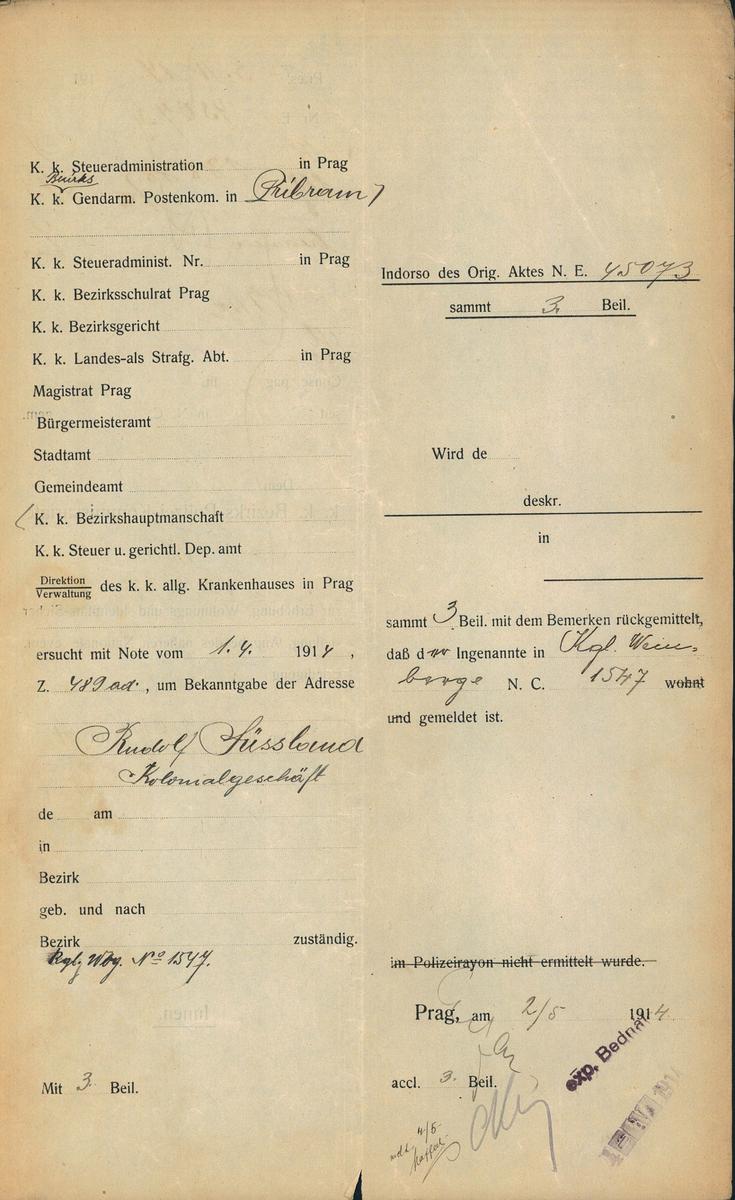 K. k. Steueradministration in Prag
Bezirks
K. k. Gendarm. Postenkom. in Přibram
K. k. Steueradminist. Nr. in Prag
K. k. Bezirksschulrat Prag
K. k. Bezirksgericht
K. k. Landes-als Strafg. Abt. in Prag
Magistrat Prag
Bürgermeisteramt
Stadtamt
Gemeindeamt
K. k. Bezirkshauptmanschaft
K. k. Steuer u. gerichtl. Dep. amt
Direktion
Verwaltung des k. k. allg. Krankenhauses in Prag
ersucht mit Note vom 1. 4. 1914,
Z. 489 ad., um Bekanntgabe der Adresse
Rudolf Süssland
Kolonialgeschäft
de am
in
Bezirk
geb. und nach
Bezirk zuständig.
Kgl. Wbg. No 1547.
Mit 3 Beil.
Indorso des Orig. Aktes N. E. 45073
sammt 3. Beil.
Wird de
deskr.
in
sammt 3 Beil. mit dem Bemerken rückgemittelt,
daß der Ingenannte in Kgl. Wein-
berge N. C. 1547 wohnt
und gemeldet ist.
im Polizeirayon nicht ermittelt wurde.
Prag, am 2/5 1914
accl. 3. Beil.
exp. Bednář
4/5